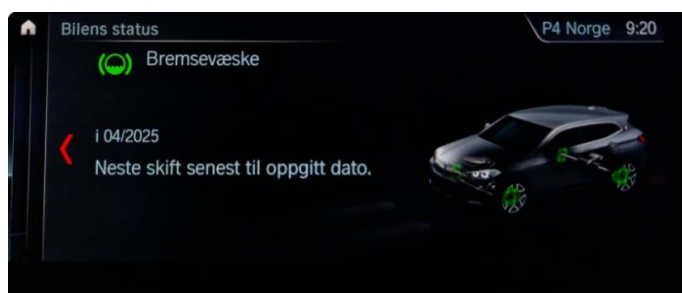 Bilens status
P4 Norge 9:20
Bremsevæske
i 04/2025
Neste skift senest til oppgitt dato.